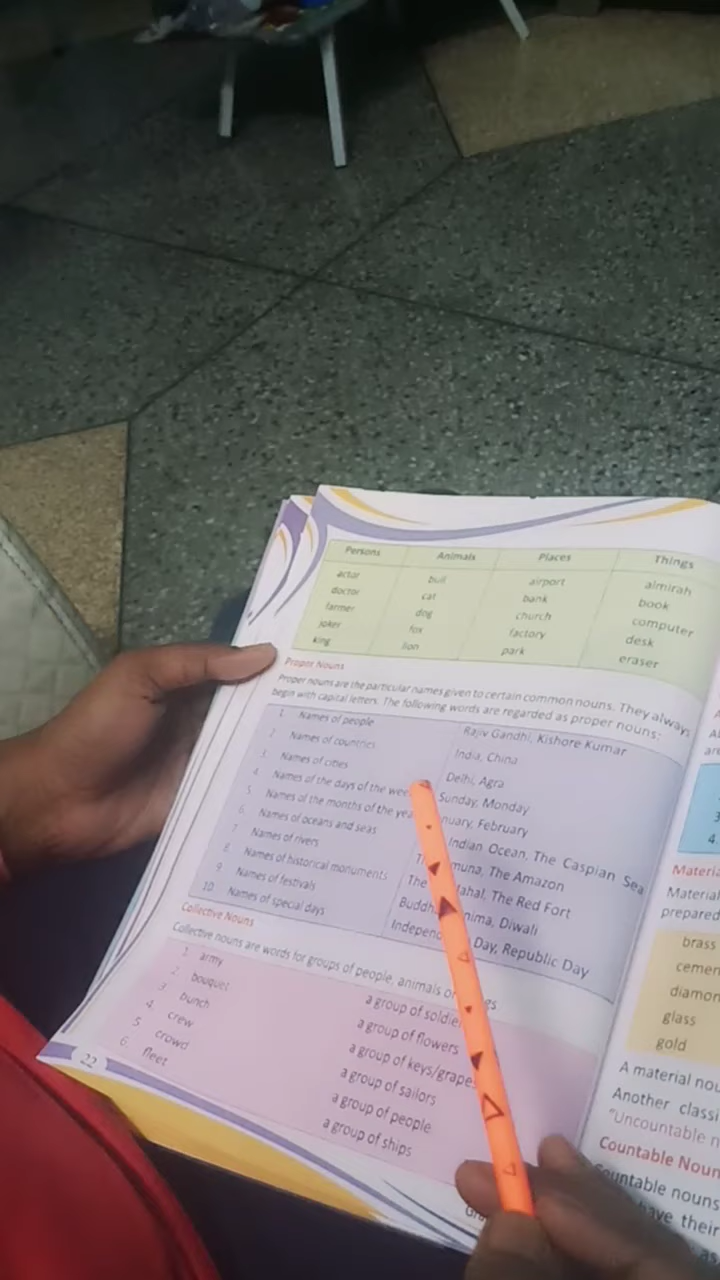 Persons Animals Places Things
actor bull airport almirah
doctor cat bank book
farmer dog church computer
joker fox factory desk
king lion park eraser
Proper Nouns
Proper nouns are the particular names given to certain common nouns. They always
begin with capital letters. The following words are regarded as proper nouns:
1. Names of people Rajiv Gandhi, Kishore Kumar
2. Names of countries India, China
3. Names of cities Delhi, Agra
4. Names of the days of the Sunday, Monday
5. Names of the months of the February
6. Names of oceans and seas Indian Ocean, The Caspian Sea
7. Names of rivers The Amazon
8. Names of historical monuments The The Red Fort
9. Names of festivals Diwali
10. Names of special days Day, Republic Day
Collective Nouns
Collective nouns are words for groups of people, animals or
1. army a group of
2. bouquet a group of flowers
3. bunch a group of
4. crew a group of sailors
5. crowd a group of people
6. fleet a group of ships
22
3
4.
Material
prepared
brass
glass
gold
A material
Another
Countable
Countable nouns
have their
as